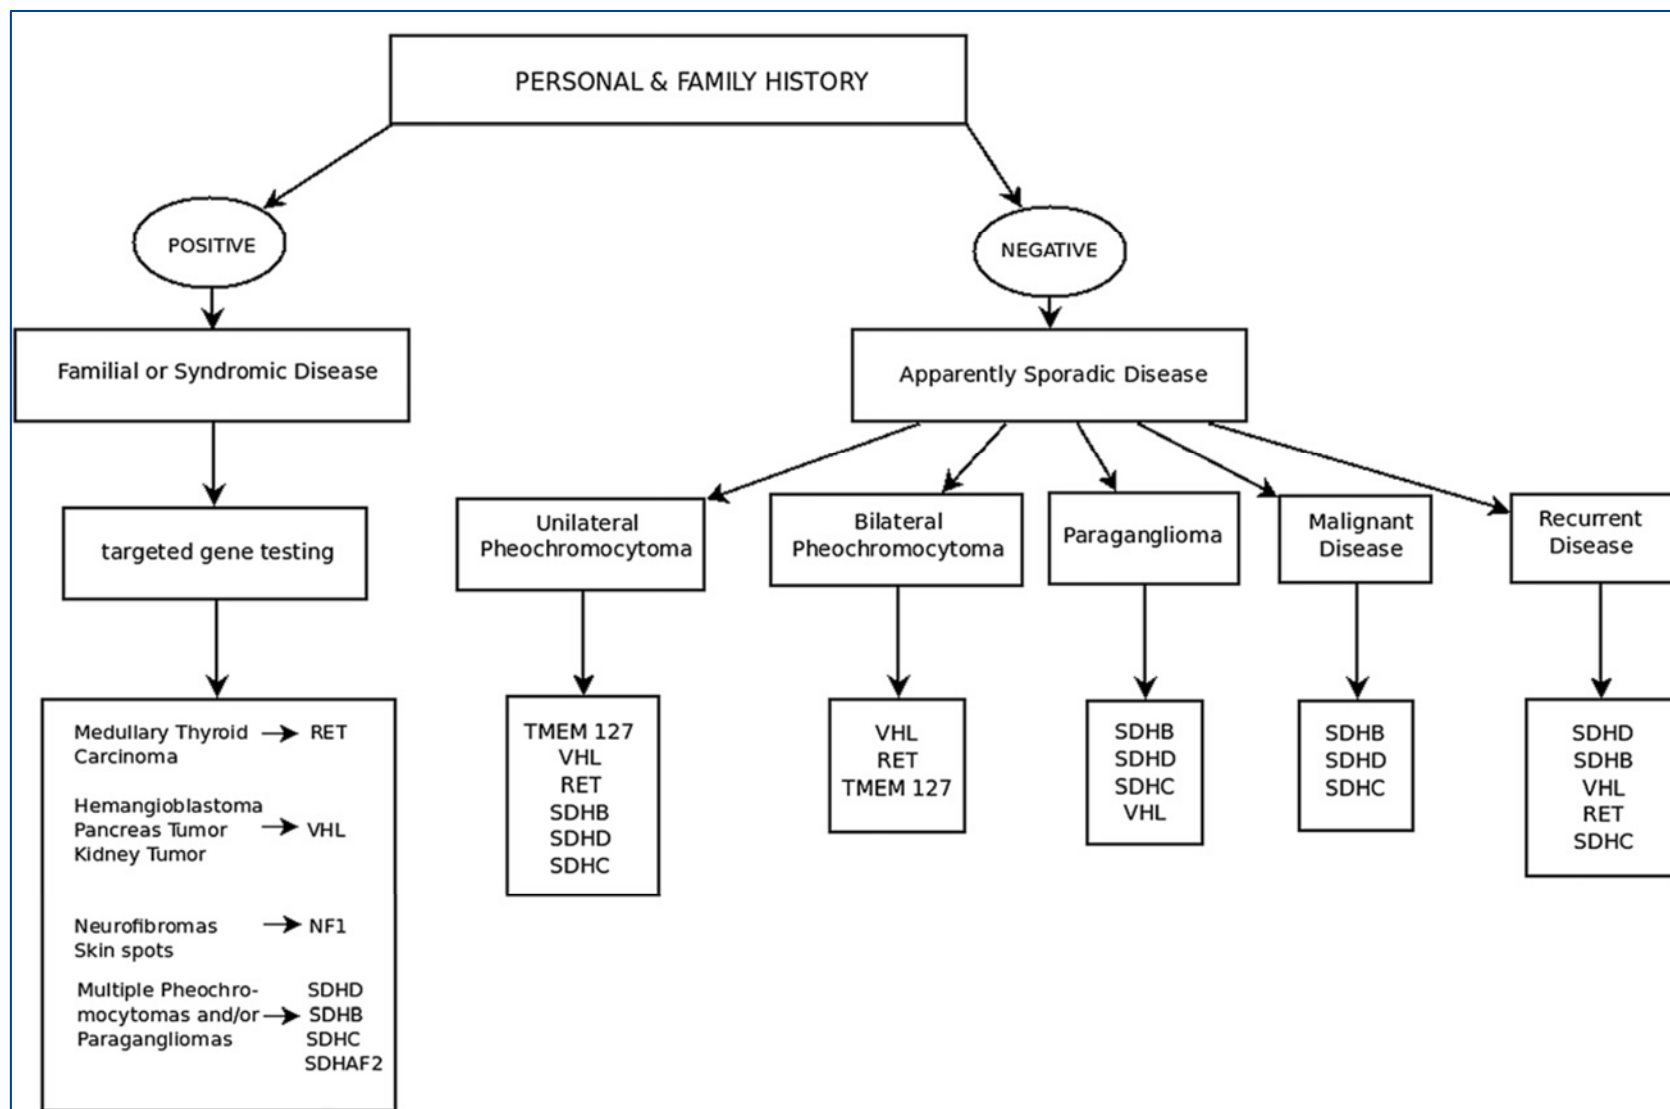 PERSONAL & FAMILY HISTORY
POSITIVE
NEGATIVE
Familial or Syndromic Disease
Apparently Sporadic Disease
targeted gene testing
Unilateral
Pheochromocytoma
Bilateral
Pheochromocytoma
Paraganglioma
Malignant
Disease
Recurrent
Disease
Medullary Thyroid → RET
Carcinoma
Hemangioblastoma
Pancreas Tumor → VHL
Kidney Tumor
Neurofibromas → NF1
Skin spots
Multiple Pheochro- SDHD
mocytomas and/or → SDHB
Paragangliomas SDHC
SDHAF2
TMEM 127
VHL
RET
SDHB
SDHD
SDHC
VHL
RET
TMEM 127
SDHB
SDHD
SDHC
VHL
SDHB
SDHD
SDHC
SDHD
SDHB
VHL
RET
SDHC